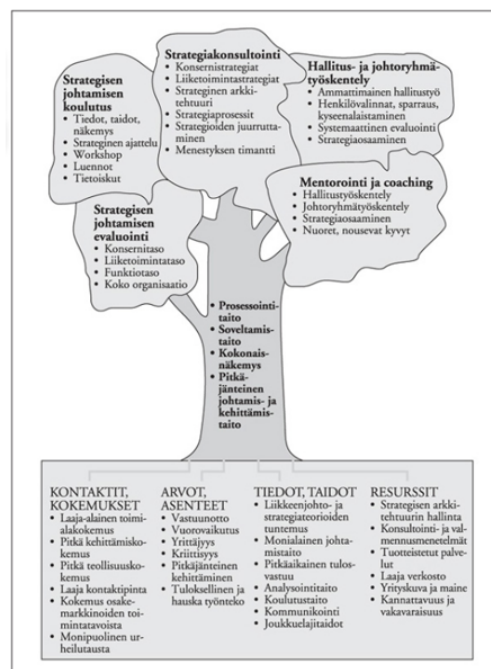 Strategiakonsultointi
• Konsernistrategiat
• Liiketoimintastrategiat
• Strateginen arkki-
tehtuuri
• Strategiaprosessit
• Strategioiden juurrutta-
minen
• Menestyksen timantti
Strategisen
johtamisen
koulutus
• Tiedot, taidot,
näkemys
• Strateginen ajattelu
• Workshop
• Luennot
• Tietoiskut
Hallitus- ja johtoryhmä-
työskentely
• Ammattimainen hallitustyö
• Henkilövalinnat, sparraus,
kyseenalaistaminen
• Systemaattinen evaluointi
• Strategiaosaaminen
Mentorointi ja coaching
• Hallitustyöskentely
• Johtoryhmätyöskentely
• Strategiaosaaminen
• Nuoret, nousevat kyvyt
Strategisen
johtamisen
evaluointi
• Konsernitaso
• Liiketoimintataso
• Funktiotaso
• Koko organisaatio
• Prosessointi-
taito
• Soveltamis-
taito
• Kokonais-
näkemys
• Pitkä-
jänteinen
johtamis- ja
kehittämis-
taito
KONTAKTIT,
KOKEMUKSET
• Laaja-alainen toimi-
alakokemus
• Pitkä kehittämisko-
kemus
• Pitkä teollisuusko-
kemus
• Laaja kontaktipinta
• Kokemus osake-
markkinoiden toi-
mintatavoista
• Monipuolinen ur-
heilutausta
ARVOT,
ASENTEET
• Vastuunotto
• Vuorovaikutus
• Yrittäjyys
• Kriittisyys
• Pitkäjänteinen
kehittäminen
• Tuloksellinen ja
hauska työnteko
TIEDOT, TAIDOT
• Liikkeenjohto- ja
strategiateorioiden
tuntemus
• Monialainen johta-
mistaito
• Pitkäaikainen tulos-
vastuu
• Analysointitaito
• Koulutustaito
• Kommunikointi
• Joukkuelajitaidot
RESURSSIT
• Strategisen arkki-
tehtuurin hallinta
• Konsultointi- ja val-
mennusmenetelmät
• Tuotteistetut palve-
lut
• Laaja verkosto
• Yrityskuva ja maine
• Kannattavuus ja
vakavaraisuus